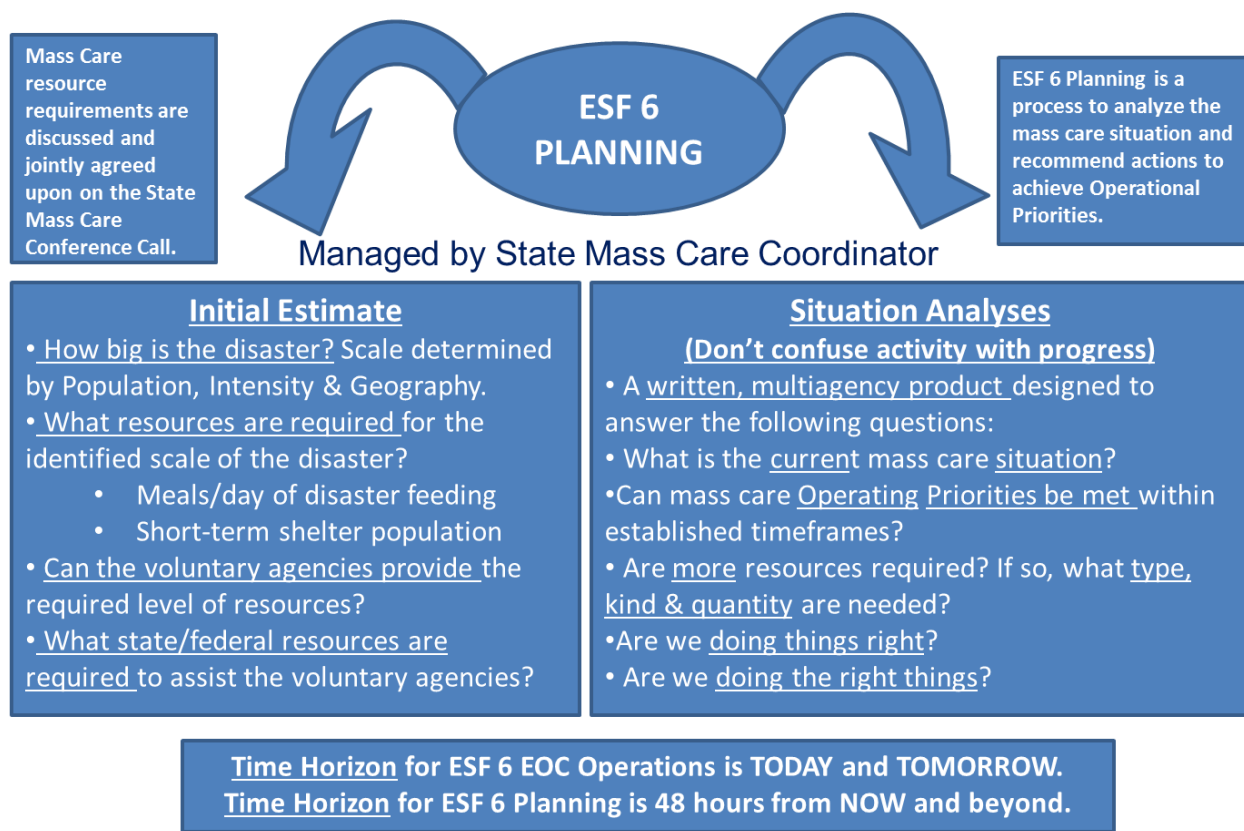 Mass Care
resource
requirements are
discussed and
jointly agreed
upon on the State
Mass Care
Conference Call.
ESF 6
PLANNING
ESF 6 Planning is a
process to analyze the
mass care situation and
recommend actions to
achieve Operational
Priorities.
Managed by State Mass Care Coordinator
Initial Estimate
• How big is the disaster? Scale determined
by Population, Intensity & Geography.
• What resources are required for the
identified scale of the disaster?
• Meals/day of disaster feeding
• Short-term shelter population
• Can the voluntary agencies provide the
required level of resources?
• What state/federal resources are
required to assist the voluntary agencies?
Situation Analyses
(Don’t confuse activity with progress)
• A written, multiagency product designed to
answer the following questions:
• What is the current mass care situation?
•Can mass care Operating Priorities be met within
established timeframes?
• Are more resources required? If so, what type,
kind & quantity are needed?
•Are we doing things right?
• Are we doing the right things?
Time Horizon for ESF 6 EOC Operations is TODAY and TOMORROW.
Time Horizon for ESF 6 Planning is 48 hours from NOW and beyond.